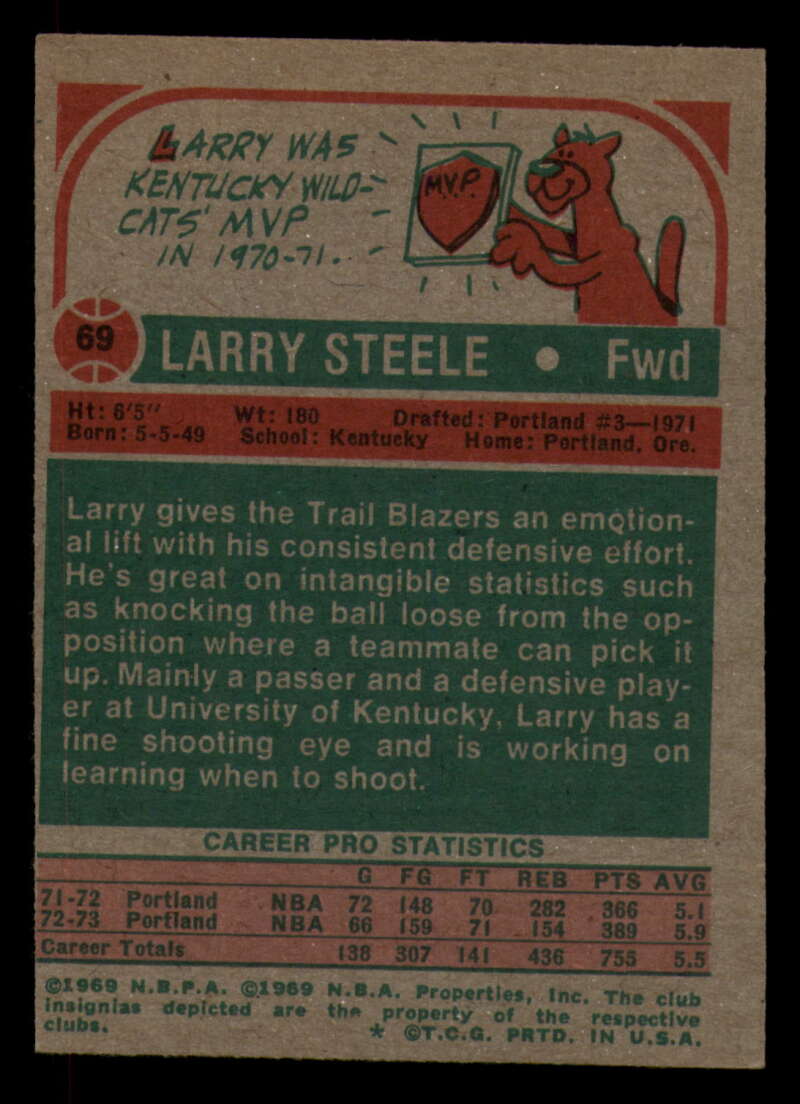 LARRY WAS
KENTUCKY WILD-
CATS' MVP
IN 1970-71.
M.V.P.
69
LARRY STEELE • Fwd
Ht: 6'5" Wt: 180 Drafted: Portland #3—1971
Born: 5-5-49 School: Kentucky Home: Portland, Ore.
Larry gives the Trail Blazers an emotion-
al lift with his consistent defensive effort.
He's great on intangible statistics such
as knocking the ball loose from the op-
position where a teammate can pick it
up. Mainly a passer and a defensive play-
er at University of Kentucky, Larry has a
fine shooting eye and is working on
learning when to shoot.
CAREER PRO STATISTICS
G FG FT REB PTS AVG
71-72 Portland NBA 72 148 70 282 366 5.1
72-73 Portland NBA 66 159 71 154 389 5.9
Career Totals 138 307 141 436 755 5.5
©1969 N.B.P.A. ©1969 N.B.A. Properties, Inc. The club
insignias depicted are the property of the respective
clubs. * ©T.C.G. PRTD. IN U.S.A.